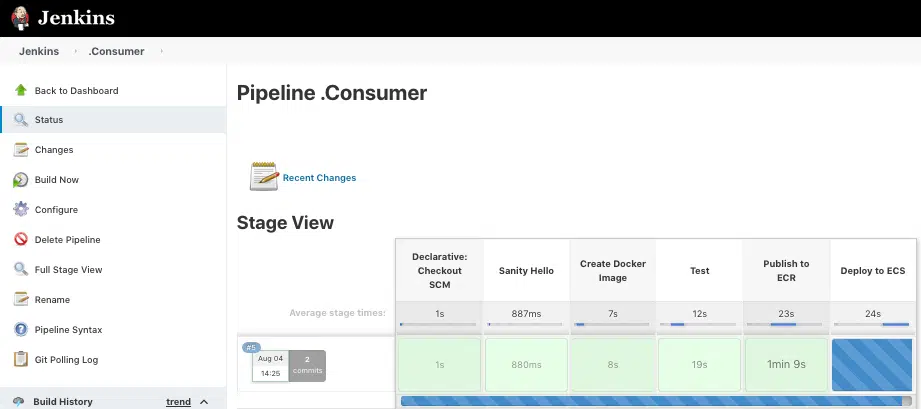 Jenkins
Jenkins
.Consumer
Back to Dashboard
Status
Changes
Build Now
Configure
Delete Pipeline
Full Stage View
Rename
Pipeline Syntax
Git Polling Log
Build History trend
Pipeline .Consumer
Recent Changes
Stage View
Declarative:
Checkout
SCM
Sanity Hello
Create Docker
Image
Test
Publish to
ECR
Deploy to ECS
Average stage times:
1s
887ms
7s
12s
23s
24s
#5
Aug 04
14:25
2
commits
1s
880ms
8s
19s
1min 9s